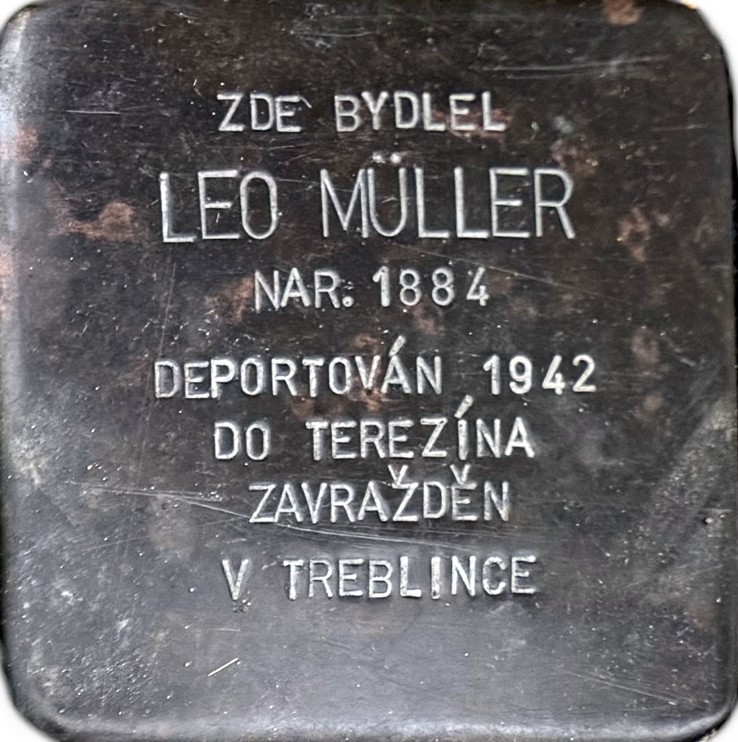 ZDE BYDLEL
LEO MÜLLER
NAR. 1884
DEPORTOVÁN 1942
DO TEREZÍNA
ZAVRAŽDĚN
V TREBLINCE